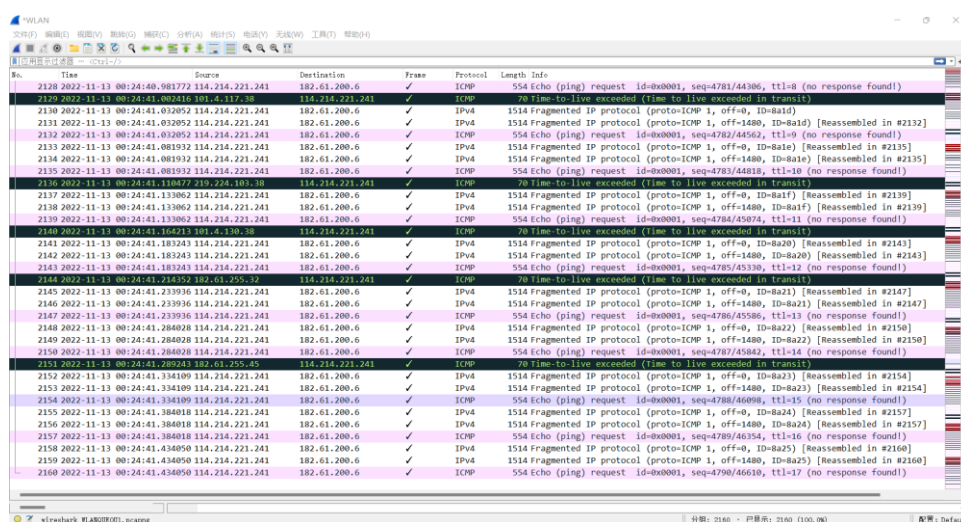 *WLAN
文件(F) 编辑(E) 视图(V) 跳转(G) 捕获(C) 分析(A) 统计(S) 电话(Y) 无线(W) 工具(T) 帮助(H)
应用显示过滤器 … <Ctrl-/>
No. Time Source Destination Frame Protocol Length Info
2128 2022-11-13 00:24:40.981772 114.214.221.241 182.61.200.6 ✓ ICMP 554 Echo (ping) request id=0x0001, seq=4781/44306, ttl=8 (no response found!)
2129 2022-11-13 00:24:41.002416 101.4.117.38 114.214.221.241 ✓ ICMP 70 Time-to-live exceeded (Time to live exceeded in transit)
2130 2022-11-13 00:24:41.032052 114.214.221.241 182.61.200.6 ✓ IPv4 1514 Fragmented IP protocol (proto=ICMP 1, off=0, ID=8a1d)
2131 2022-11-13 00:24:41.032052 114.214.221.241 182.61.200.6 ✓ IPv4 1514 Fragmented IP protocol (proto=ICMP 1, off=1480, ID=8a1d) [Reassembled in #2132]
2132 2022-11-13 00:24:41.032052 114.214.221.241 182.61.200.6 ✓ ICMP 554 Echo (ping) request id=0x0001, seq=4782/44562, ttl=9 (no response found!)
2133 2022-11-13 00:24:41.081932 114.214.221.241 182.61.200.6 ✓ IPv4 1514 Fragmented IP protocol (proto=ICMP 1, off=0, ID=8a1e) [Reassembled in #2135]
2134 2022-11-13 00:24:41.081932 114.214.221.241 182.61.200.6 ✓ IPv4 1514 Fragmented IP protocol (proto=ICMP 1, off=1480, ID=8a1e) [Reassembled in #2135]
2135 2022-11-13 00:24:41.081932 114.214.221.241 182.61.200.6 ✓ ICMP 554 Echo (ping) request id=0x0001, seq=4783/44818, ttl=10 (no response found!)
2136 2022-11-13 00:24:41.110477 219.224.103.38 114.214.221.241 ✓ ICMP 70 Time-to-live exceeded (Time to live exceeded in transit)
2137 2022-11-13 00:24:41.133062 114.214.221.241 182.61.200.6 ✓ IPv4 1514 Fragmented IP protocol (proto=ICMP 1, off=0, ID=8a1f) [Reassembled in #2139]
2138 2022-11-13 00:24:41.133062 114.214.221.241 182.61.200.6 ✓ IPv4 1514 Fragmented IP protocol (proto=ICMP 1, off=1480, ID=8a1f) [Reassembled in #2139]
2139 2022-11-13 00:24:41.133062 114.214.221.241 182.61.200.6 ✓ ICMP 554 Echo (ping) request id=0x0001, seq=4784/45074, ttl=11 (no response found!)
2140 2022-11-13 00:24:41.164213 101.4.130.38 114.214.221.241 ✓ ICMP 70 Time-to-live exceeded (Time to live exceeded in transit)
2141 2022-11-13 00:24:41.183243 114.214.221.241 182.61.200.6 ✓ IPv4 1514 Fragmented IP protocol (proto=ICMP 1, off=0, ID=8a20) [Reassembled in #2143]
2142 2022-11-13 00:24:41.183243 114.214.221.241 182.61.200.6 ✓ IPv4 1514 Fragmented IP protocol (proto=ICMP 1, off=1480, ID=8a20) [Reassembled in #2143]
2143 2022-11-13 00:24:41.183243 114.214.221.241 182.61.200.6 ✓ ICMP 554 Echo (ping) request id=0x0001, seq=4785/45330, ttl=12 (no response found!)
2144 2022-11-13 00:24:41.214352 182.61.255.32 114.214.221.241 ✓ ICMP 70 Time-to-live exceeded (Time to live exceeded in transit)
2145 2022-11-13 00:24:41.233936 114.214.221.241 182.61.200.6 ✓ IPv4 1514 Fragmented IP protocol (proto=ICMP 1, off=0, ID=8a21) [Reassembled in #2147]
2146 2022-11-13 00:24:41.233936 114.214.221.241 182.61.200.6 ✓ IPv4 1514 Fragmented IP protocol (proto=ICMP 1, off=1480, ID=8a21) [Reassembled in #2147]
2147 2022-11-13 00:24:41.233936 114.214.221.241 182.61.200.6 ✓ ICMP 554 Echo (ping) request id=0x0001, seq=4786/45586, ttl=13 (no response found!)
2148 2022-11-13 00:24:41.284028 114.214.221.241 182.61.200.6 ✓ IPv4 1514 Fragmented IP protocol (proto=ICMP 1, off=0, ID=8a22) [Reassembled in #2150]
2149 2022-11-13 00:24:41.284028 114.214.221.241 182.61.200.6 ✓ IPv4 1514 Fragmented IP protocol (proto=ICMP 1, off=1480, ID=8a22) [Reassembled in #2150]
2150 2022-11-13 00:24:41.284028 114.214.221.241 182.61.200.6 ✓ ICMP 554 Echo (ping) request id=0x0001, seq=4787/45842, ttl=14 (no response found!)
2151 2022-11-13 00:24:41.289243 182.61.255.45 114.214.221.241 ✓ ICMP 70 Time-to-live exceeded (Time to live exceeded in transit)
2152 2022-11-13 00:24:41.334109 114.214.221.241 182.61.200.6 ✓ IPv4 1514 Fragmented IP protocol (proto=ICMP 1, off=0, ID=8a23) [Reassembled in #2154]
2153 2022-11-13 00:24:41.334109 114.214.221.241 182.61.200.6 ✓ IPv4 1514 Fragmented IP protocol (proto=ICMP 1, off=1480, ID=8a23) [Reassembled in #2154]
2154 2022-11-13 00:24:41.334109 114.214.221.241 182.61.200.6 ✓ ICMP 554 Echo (ping) request id=0x0001, seq=4788/46098, ttl=15 (no response found!)
2155 2022-11-13 00:24:41.384018 114.214.221.241 182.61.200.6 ✓ IPv4 1514 Fragmented IP protocol (proto=ICMP 1, off=0, ID=8a24) [Reassembled in #2157]
2156 2022-11-13 00:24:41.384018 114.214.221.241 182.61.200.6 ✓ IPv4 1514 Fragmented IP protocol (proto=ICMP 1, off=1480, ID=8a24) [Reassembled in #2157]
2157 2022-11-13 00:24:41.384018 114.214.221.241 182.61.200.6 ✓ ICMP 554 Echo (ping) request id=0x0001, seq=4789/46354, ttl=16 (no response found!)
2158 2022-11-13 00:24:41.434050 114.214.221.241 182.61.200.6 ✓ IPv4 1514 Fragmented IP protocol (proto=ICMP 1, off=0, ID=8a25) [Reassembled in #2160]
2159 2022-11-13 00:24:41.434050 114.214.221.241 182.61.200.6 ✓ IPv4 1514 Fragmented IP protocol (proto=ICMP 1, off=1480, ID=8a25) [Reassembled in #2160]
2160 2022-11-13 00:24:41.434050 114.214.221.241 182.61.200.6 ✓ ICMP 554 Echo (ping) request id=0x0001, seq=4790/46610, ttl=17 (no response found!)
分组: 2160 · 已显示: 2160 (100.0%) 配置: Defau